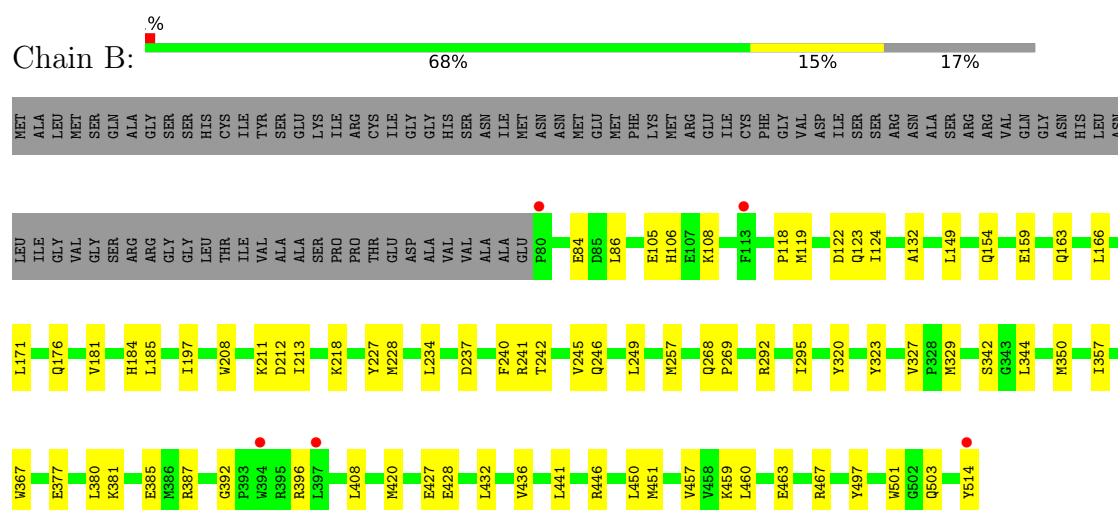 %
Chain B:
68% 15% 17%
MET ALA LEU MET SER GLN ALA GLY SER SER HIS CYS ILE TYR SER GLU LYS ILE ARG CYS ILE GLY GLY HIS SER ASN ILE MET ASN ASN MET GLU MET PHE LYS MET ARG GLU ILE CYS PHE GLY VAL ASP ILE SER SER ARG ASN ALA SER ARG ARG VAL GLN GLY ASN HIS LEU ASN
LEU ILE GLY VAL GLY SER ARG ARG GLY GLY LEU THR ILE VAL ALA ALA SER PRO PRO THR GLU ASP ALA VAL VAL ALA ALA GLU P80 E84 D85 L86 E105 H106 E107 K108 F113 P118 M119 D122 Q123 I124 A132 L149 Q154 E159 Q163 L166
L171 Q176 V181 H184 L185 I197 W208 K211 D212 I213 K218 Y227 M228 L234 D237 F240 R241 T242 V245 Q246 L249 M257 Q268 P269 R292 I295 Y320 Y323 V327 P328 M329 S342 G343 L344 M350 I357
W367 E377 L380 K381 E385 M386 R387 G392 P393 W394 R395 R396 L397 L408 M420 E427 E428 L432 V436 L441 R446 L450 M451 V457 V458 K459 L460 E463 R467 Y497 W501 G502 Q503 Y514